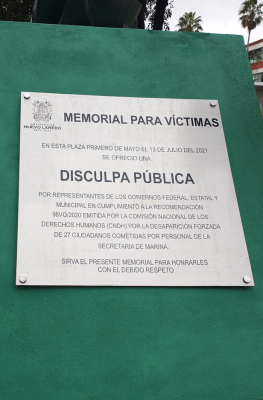 NUEVO LAREDO
MEMORIAL PARA VÍCTIMAS
EN ESTA PLAZA PRIMERO DE MAYO EL 13 DE JULIO DEL 2021
SE OFRECIO UNA
DISCULPA PÚBLICA
POR REPRESENTANTES DE LOS GOBIERNOS FEDERAL, ESTATAL Y
MUNICIPAL EN CUMPLIMIENTO A LA RECOMENDACIÓN
36VG/2020 EMITIDA POR LA COMISIÓN NACIONAL DE LOS
DERECHOS HUMANOS (CNDH) POR LA DESAPARICIÓN FORZADA
DE 27 CIUDADANOS COMETIDAS POR PERSONAL DE LA
SECRETARIA DE MARINA.
SIRVA EL PRESENTE MEMORIAL PARA HONRARLES
CON EL DEBIDO RESPETO